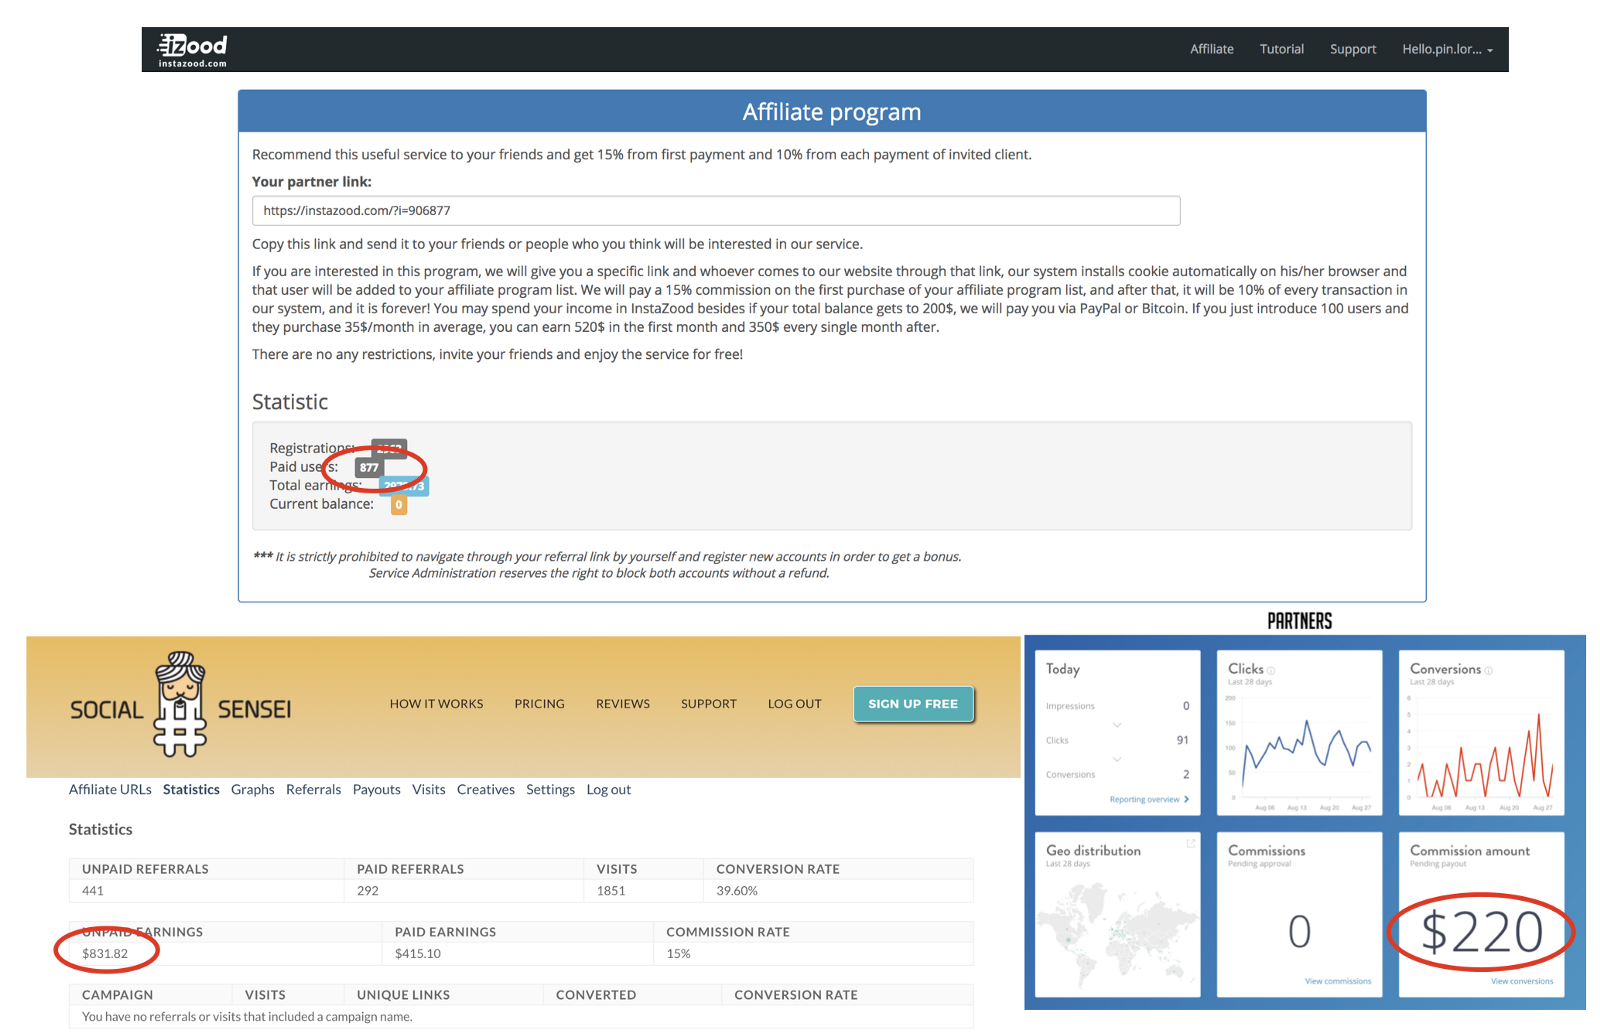 iZood
instazood.com
Affiliate Tutorial Support Hello.pin.lor...
Affiliate program
Recommend this useful service to your friends and get 15% from first payment and 10% from each payment of invited client.
Your partner link:
https://instazood.com/?i=906877
Copy this link and send it to your friends or people who you think will be interested in our service.
If you are interested in this program, we will give you a specific link and whoever comes to our website through that link, our system installs cookie automatically on his/her browser and
that user will be added to your affiliate program list. We will pay a 15% commission on the first purchase of your affiliate program list, and after that, it will be 10% of every transaction in
our system, and it is forever! You may spend your income in InstaZood besides if your total balance gets to 200$, we will pay you via PayPal or Bitcoin. If you just introduce 100 users and
they purchase 35$/month in average, you can earn 520$ in the first month and 350$ every single month after.
There are no any restrictions, invite your friends and enjoy the service for free!
Statistic
Registrations:
Paid users: 877
Total earnings:
Current balance: 0
*** It is strictly prohibited to navigate through your referral link by yourself and register new accounts in order to get a bonus.
Service Administration reserves the right to block both accounts without a refund.
SOCIAL SENSEI
HOW IT WORKS PRICING REVIEWS SUPPORT LOG OUT SIGN UP FREE
Affiliate URLs Statistics Graphs Referrals Payouts Visits Creatives Settings Log out
Statistics
UNPAID REFERRALS PAID REFERRALS VISITS CONVERSION RATE
441 292 1851 39.60%
UNPAID EARNINGS PAID EARNINGS COMMISSION RATE
$831.82 $415.10 15%
CAMPAIGN VISITS UNIQUE LINKS CONVERTED CONVERSION RATE
You have no referrals or visits that included a campaign name.
PARTNERS
Today
Impressions 0
Clicks 91
Conversions 2
Reporting overview
Clicks
Last 28 days
200
150
100
50
0
Aug 08 Aug 13 Aug 20 Aug 27
Conversions
Last 28 days
6
5
4
3
2
1
0
Aug 08 Aug 13 Aug 20 Aug 27
Geo distribution
Last 28 days
Commissions
Pending approval
0
View commissions
Commission amount
Pending payout
$220
View conversions